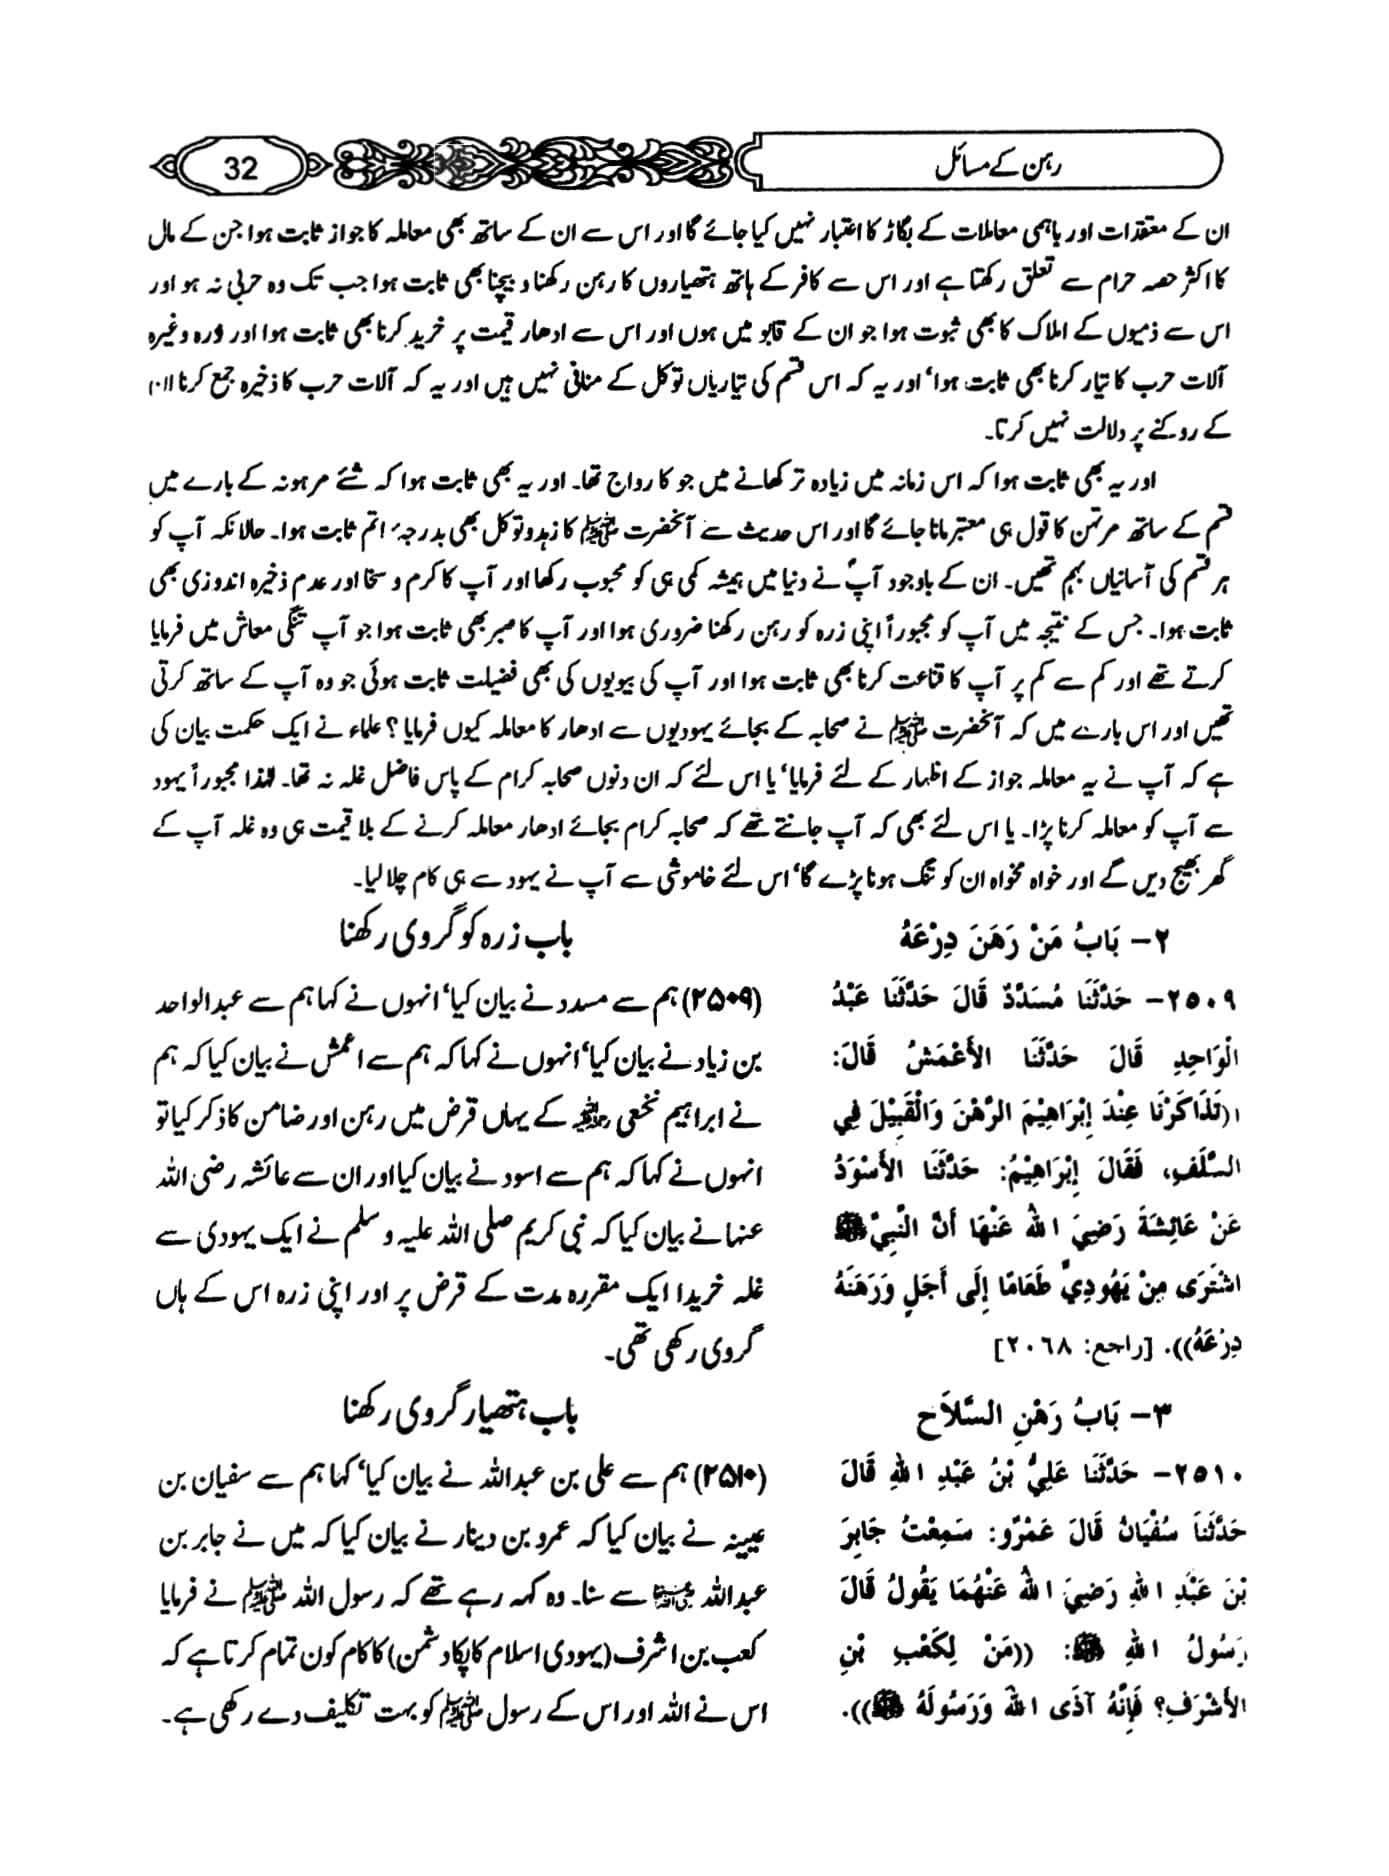 رہن کے مسائل
32
ان کے معتقدات اور باہمی معاملات کے بگاڑ کا اعتبار نہیں کیا جائے گا اور اس سے ان کے ساتھ بھی معاملہ کا جواز ثابت ہوا جن کے مال
کا اکثر حصہ حرام سے تعلق رکھتا ہے اور اس سے کافر کے ہاتھ ہتھیاروں کا رہن رکھنا و بیچنا بھی ثابت ہوا جب تک وہ حربی نہ ہو اور
اس سے ذمیوں کے املاک کا بھی ثبوت ہوا جو ان کے قابو میں ہوں اور اس سے ادھار قیمت پر خرید کرنا بھی ثابت ہوا اور زرہ وغیرہ
آلات حرب کا تیار کرنا بھی ثابت ہوا‘ اور یہ کہ اس قسم کی تیاریاں توکل کے منافی نہیں ہیں اور یہ کہ آلات حرب کا ذخیرہ جمع کرنا ان
کے روکنے پر دلالت نہیں کرتا۔
اور یہ بھی ثابت ہوا کہ اس زمانہ میں زیادہ تر کھانے میں جو کا رواج تھا۔ اور یہ بھی ثابت ہوا کہ شئے مرہونہ کے بارے میں
قسم کے ساتھ مرتہن کا قول ہی معتبر مانا جائے گا اور اس حدیث سے آنحضرت ﷺ کا زہد و توکل بھی بدرجہ اتم ثابت ہوا۔ حالانکہ آپ کو
ہر قسم کی آسانیاں بہم تھیں۔ ان کے باوجود آپؐ نے دنیا میں ہمیشہ کمی ہی کو محبوب رکھا اور آپ کا کرم و سخا اور عدم ذخیرہ اندوزی بھی
ثابت ہوا۔ جس کے نتیجہ میں آپ کو مجبوراً اپنی زرہ کو رہن رکھنا ضروری ہوا اور آپ کا صبر بھی ثابت ہوا جو آپ تنگی معاش میں فرمایا
کرتے تھے اور کم سے کم پر آپ کا قناعت کرنا بھی ثابت ہوا اور آپ کی بیویوں کی بھی فضیلت ثابت ہوئی جو وہ آپ کے ساتھ کرتی
تھیں اور اس بارے میں کہ آنحضرت ﷺ نے صحابہ کے بجائے یہودیوں سے ادھار کا معاملہ کیوں فرمایا؟ علماء نے ایک حکمت بیان کی
ہے کہ آپ نے یہ معاملہ جواز کے اظہار کے لئے فرمایا‘ یا اس لئے کہ ان دنوں صحابہ کرام کے پاس فاضل غلہ نہ تھا۔ لہٰذا مجبوراً یہود
سے آپ کو معاملہ کرنا پڑا۔ یا اس لئے بھی کہ آپ جانتے تھے کہ صحابہ کرام بجائے ادھار معاملہ کرنے کے بلا قیمت ہی وہ غلہ آپ کے
گھر بھیج دیں گے اور خواہ مخواہ ان کو تنگ ہونا پڑے گا‘ اس لئے خاموشی سے آپ نے یہود سے ہی کام چلا لیا۔
٢- بَابُ مَنْ رَهَنَ دِرْعَهُ
٢٥٠٩- حَدَّثَنَا مُسَدَّدٌ قَالَ حَدَّثَنَا عَبْدُ
الْوَاحِدِ قَالَ حَدَّثَنَا الأَعْمَشُ قَالَ:
((تَذَاكَرْنَا عِنْدَ إِبْرَاهِيْمَ الرَّهْنَ وَالْقَبِيْلَ فِي
السَّلَفِ، فَقَالَ إِبْرَاهِيْمُ: حَدَّثَنَا الأَسْوَدُ
عَنْ عَائِشَةَ رَضِيَ اللهُ عَنْهَا أَنَّ النَّبِيَّ ﷺ
اشْتَرَى مِنْ يَهُودِيٍّ طَعَامًا إِلَى أَجَلٍ وَرَهَنَهُ
دِرْعَهُ)). [راجع: ٢٠٦٨]
باب زرہ کو گروی رکھنا
(۲۵۰۹) ہم سے مسدد نے بیان کیا‘ انہوں نے کہا ہم سے عبدالواحد
بن زیاد نے بیان کیا‘ انہوں نے کہا کہ ہم سے اعمش نے بیان کیا کہ ہم
نے ابراہیم نخعی رحمۃ اللہ علیہ کے یہاں قرض میں رہن اور ضامن کا ذکر کیا تو
انہوں نے کہا کہ ہم سے اسود نے بیان کیا اور ان سے عائشہ رضی اللہ
عنہا نے بیان کیا کہ نبی کریم صلی اللہ علیہ و سلم نے ایک یہودی سے
غلہ خریدا ایک مقررہ مدت کے قرض پر اور اپنی زرہ اس کے ہاں
گروی رکھی تھی۔
٣- بَابُ رَهْنِ السِّلاَحِ
٢٥١٠- حَدَّثَنَا عَلِيُّ بْنُ عَبْدِ اللهِ قَالَ
حَدَّثَنَا سُفْيَانُ قَالَ عَمْرٌو: سَمِعْتُ جَابِرَ
بْنَ عَبْدِ اللهِ رَضِيَ اللهُ عَنْهُمَا يَقُولُ قَالَ
رَسُولُ اللهِ ﷺ: ((مَنْ لِكَعْبِ بْنِ
الأَشْرَفِ؟ فَإِنَّهُ آذَى اللهَ وَرَسُولَهُ ﷺ)).
باب ہتھیار گروی رکھنا
(۲۵۱۰) ہم سے علی بن عبداللہ نے بیان کیا‘ کہا ہم سے سفیان بن
عیینہ نے بیان کیا کہ عمرو بن دینار نے بیان کیا کہ میں نے جابر بن
عبداللہ رضی اللہ عنہما سے سنا۔ وہ کہہ رہے تھے کہ رسول اللہ ﷺ نے فرمایا
کعب بن اشرف (یہودی اسلام کا پکا دشمن) کا کام کون تمام کرتا ہے کہ
اس نے اللہ اور اس کے رسول ﷺ کو بہت تکلیف دے رکھی ہے۔